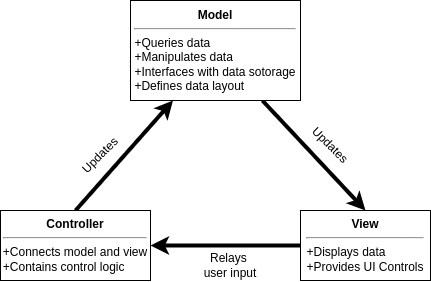 Model
+Queries data
+Manipulates data
+Interfaces with data sotorage
+Defines data layout
Updates
Updates
Controller
+Connects model and view
+Contains control logic
Relays
user input
View
+Displays data
+Provides UI Controls